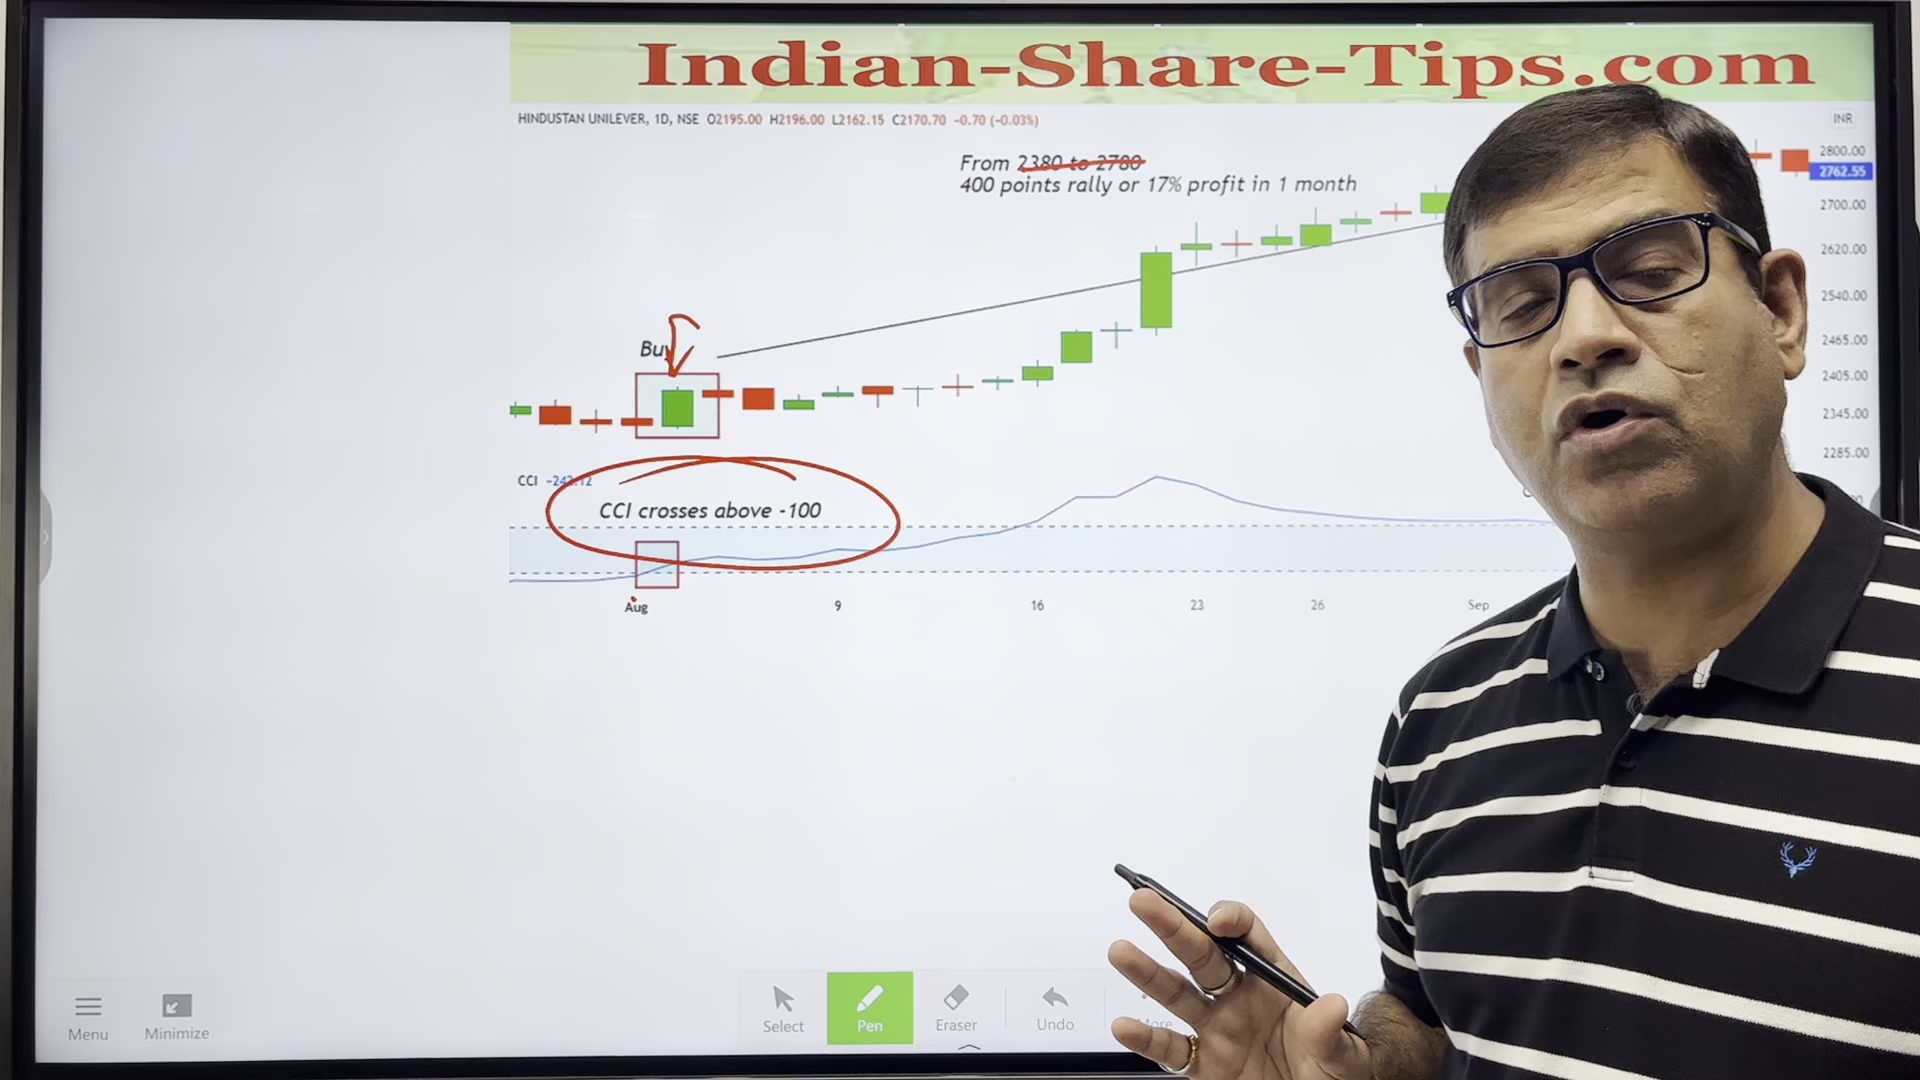 Indian-Share-Tips.com
HINDUSTAN UNILEVER, 1D, NSE O2195.00 H2196.00 L2162.15 C2170.70 -0.70 (-0.03%)
INR
From 2380 to 2780
400 points rally or 17% profit in 1 month
2800.00
2762.55
2700.00
2620.00
2540.00
2465.00
2405.00
2345.00
2285.00
Buy
CCI -242.12
CCI crosses above -100
Aug 9 16 23 26 Sep
Menu Minimize Select Pen Eraser Undo More